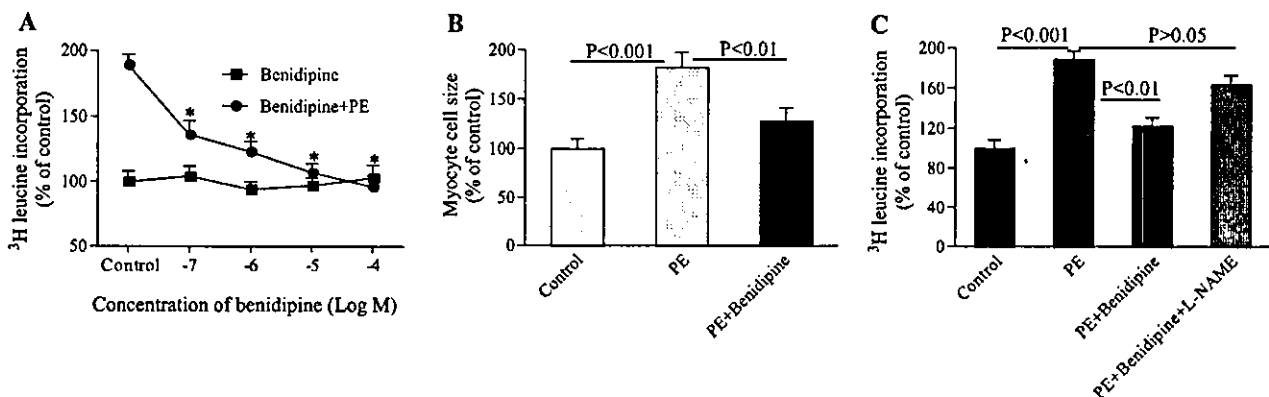 A
³H leucine incorporation
(% of control)
200
150
100
50
Benidipine
Benidipine+PE
*
*
*
*
Control
-7
-6
-5
-4
Concentration of benidipine (Log M)
B
Myocyte cell size
(% of control)
200
150
100
50
0
P<0.001
P<0.01
Control
PE
PE+Benidipine
C
³H leucine incorporation
(% of control)
200
160
120
80
40
0
P<0.001
P>0.05
P<0.01
Control
PE
PE+Benidipine
PE+Benidipine+L-NAME